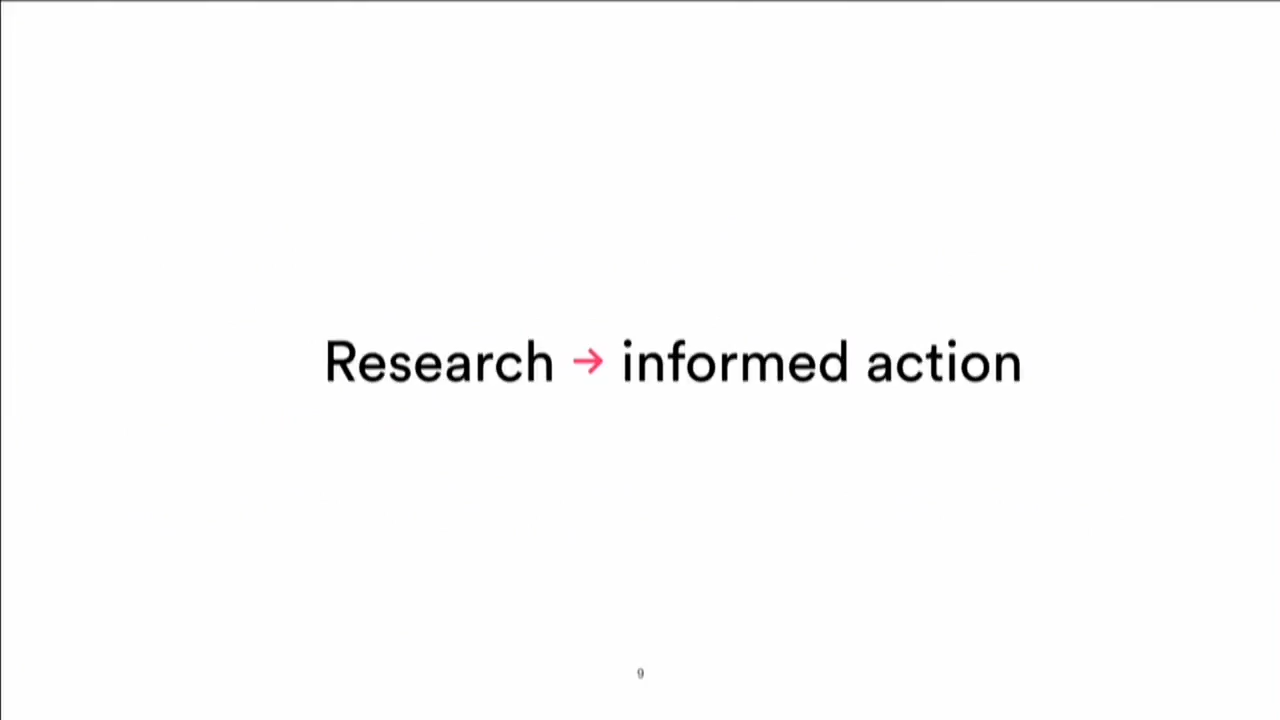 Research → informed action
9